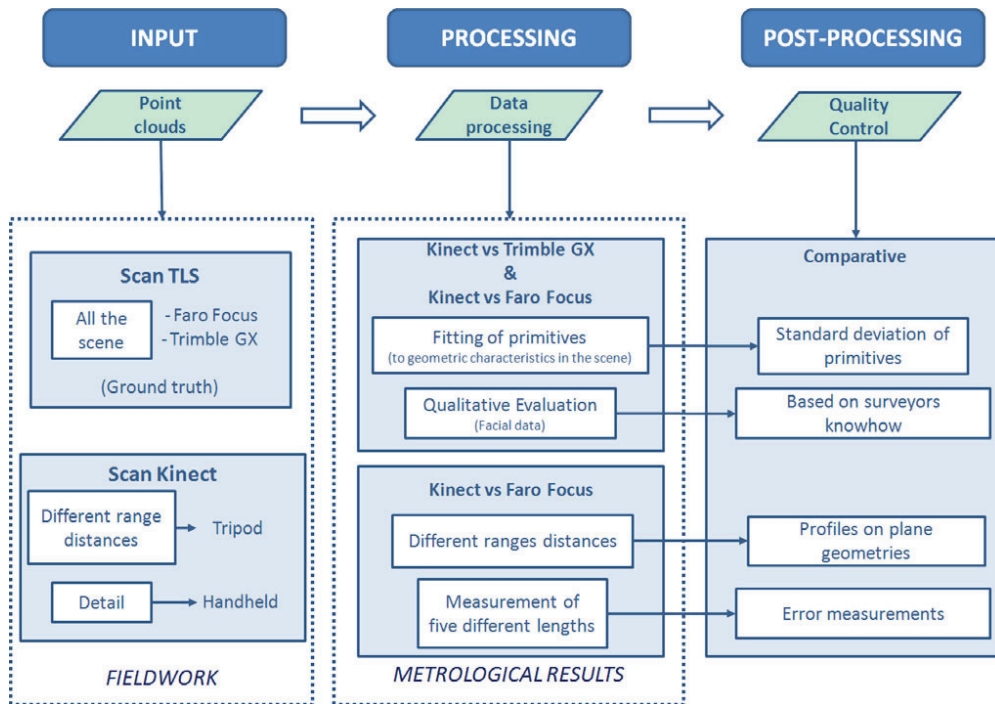 INPUT
PROCESSING
POST-PROCESSING
Point
clouds
Data
processing
Quality
Control
Scan TLS
All the
scene
- Faro Focus
- Trimble GX
(Ground truth)
Scan Kinect
Different range
distances
Tripod
Detail
Handheld
FIELDWORK
Kinect vs Trimble GX
&
Kinect vs Faro Focus
Fitting of primitives
(to geometric characteristics in the scene)
Qualitative Evaluation
(Facial data)
Kinect vs Faro Focus
Different ranges distances
Measurement of
five different lengths
METROLOGICAL RESULTS
Comparative
Standard deviation of
primitives
Based on surveyors
knowhow
Profiles on plane
geometries
Error measurements